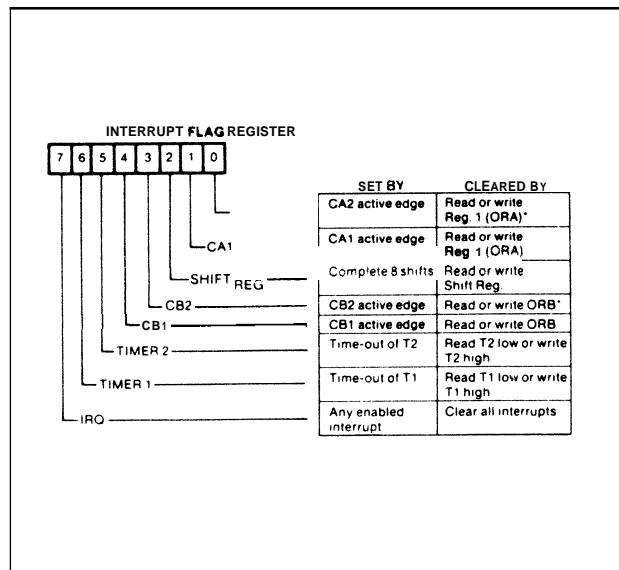 INTERRUPT FLAG REGISTER
7 6 5 4 3 2 1 0
SET BY CLEARED BY
CA2 active edge Read or write
Reg. 1 (ORA)*
CA1
CA1 active edge Read or write
Reg 1 (ORA)
SHIFT REG
Complete 8 shifts Read or write
Shift Reg.
CB2
CB2 active edge Read or write ORB*
CB1
CB1 active edge Read or write ORB
TIMER 2
Time-out of T2 Read T2 low or write
T2 high
TIMER 1
Time-out of T1 Read T1 low or write
T1 high
IRQ
Any enabled Clear all interrupts
interrupt